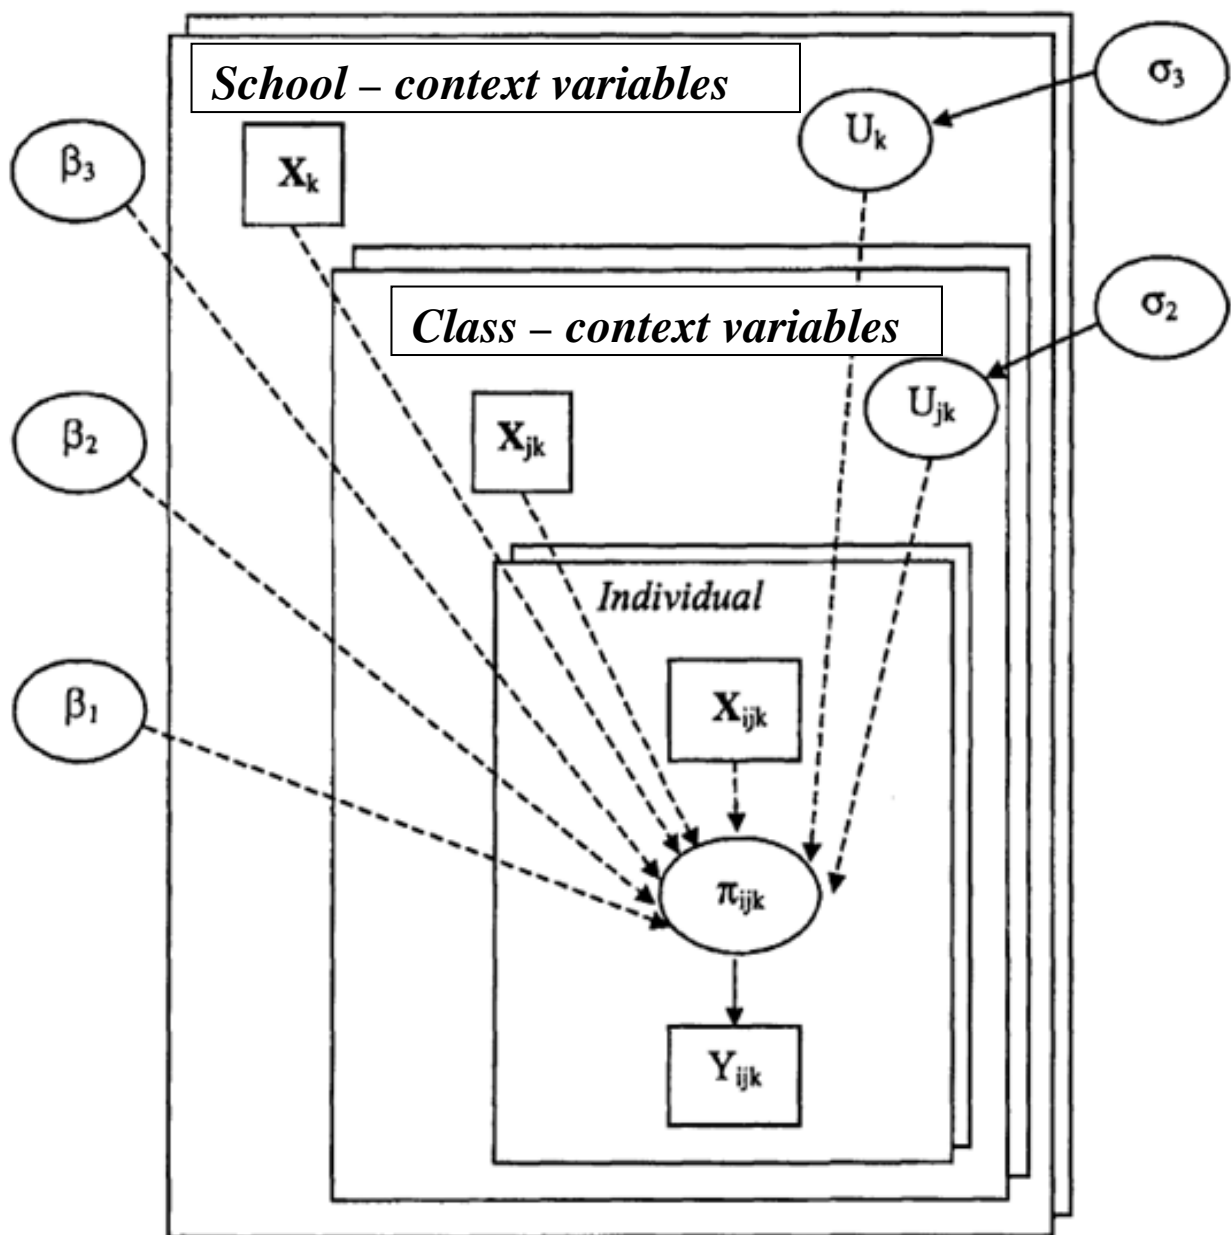 School – context variables
σ₃
U_k
β₃
X_k
Class – context variables
σ₂
U_jk
β₂
X_jk
Individual
β₁
X_ijk
π_ijk
Y_ijk